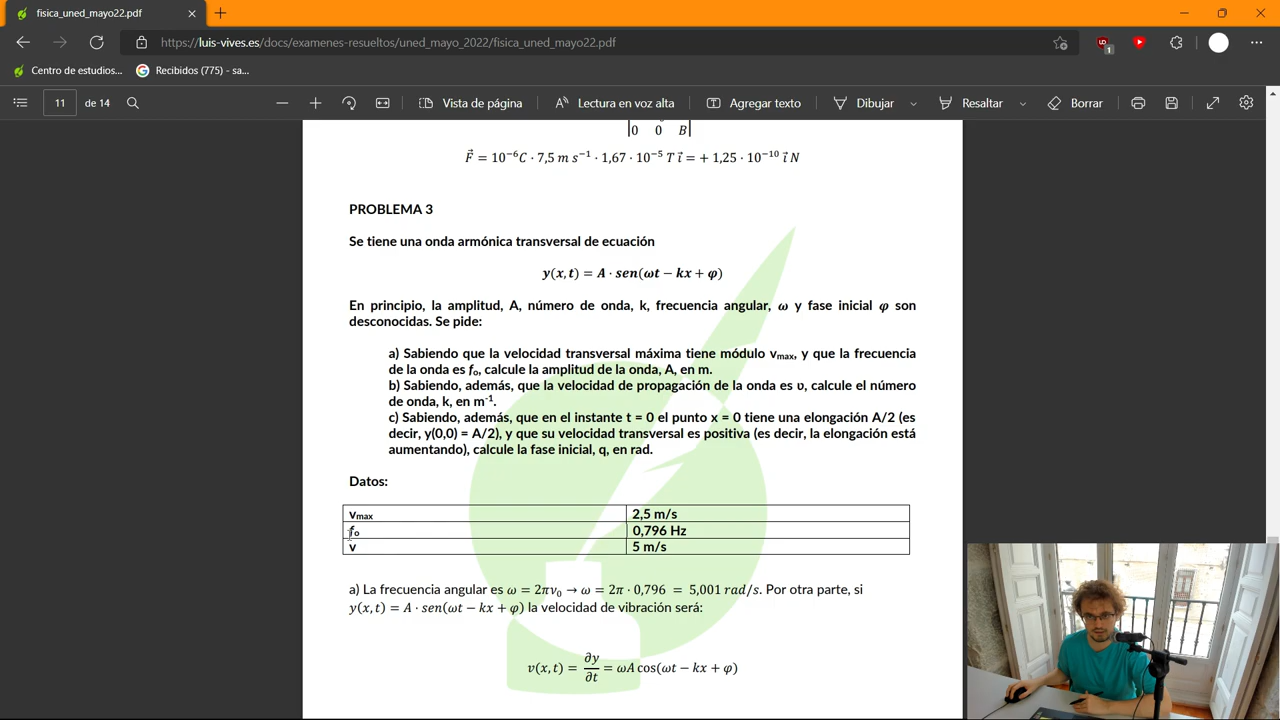 fisica_uned_mayo22.pdf
https://luis-vives.es/docs/examenes-resueltos/uned_mayo_2022/fisica_uned_mayo22.pdf
1
Centro de estudios... Recibidos (775) - sa...
11 de 14 Vista de página Lectura en voz alta Agregar texto Dibujar Resaltar Borrar
|0 0 B|
F⃗ = 10⁻⁶C · 7,5 m s⁻¹ · 1,67 · 10⁻⁵ T i⃗ = + 1,25 · 10⁻¹⁰ i⃗ N
PROBLEMA 3
Se tiene una onda armónica transversal de ecuación
y(x, t) = A · sen(ωt − kx + φ)
En principio, la amplitud, A, número de onda, k, frecuencia angular, ω y fase inicial φ son
desconocidas. Se pide:
a) Sabiendo que la velocidad transversal máxima tiene módulo vmax, y que la frecuencia
de la onda es fo, calcule la amplitud de la onda, A, en m.
b) Sabiendo, además, que la velocidad de propagación de la onda es υ, calcule el número
de onda, k, en m⁻¹.
c) Sabiendo, además, que en el instante t = 0 el punto x = 0 tiene una elongación A/2 (es
decir, y(0,0) = A/2), y que su velocidad transversal es positiva (es decir, la elongación está
aumentando), calcule la fase inicial, q, en rad.
Datos:
vmax 2,5 m/s
fo 0,796 Hz
v 5 m/s
a) La frecuencia angular es ω = 2πν₀ → ω = 2π · 0,796 = 5,001 rad/s. Por otra parte, si
y(x, t) = A · sen(ωt − kx + φ) la velocidad de vibración será:
v(x, t) = ∂y/∂t = ωA cos(ωt − kx + φ)